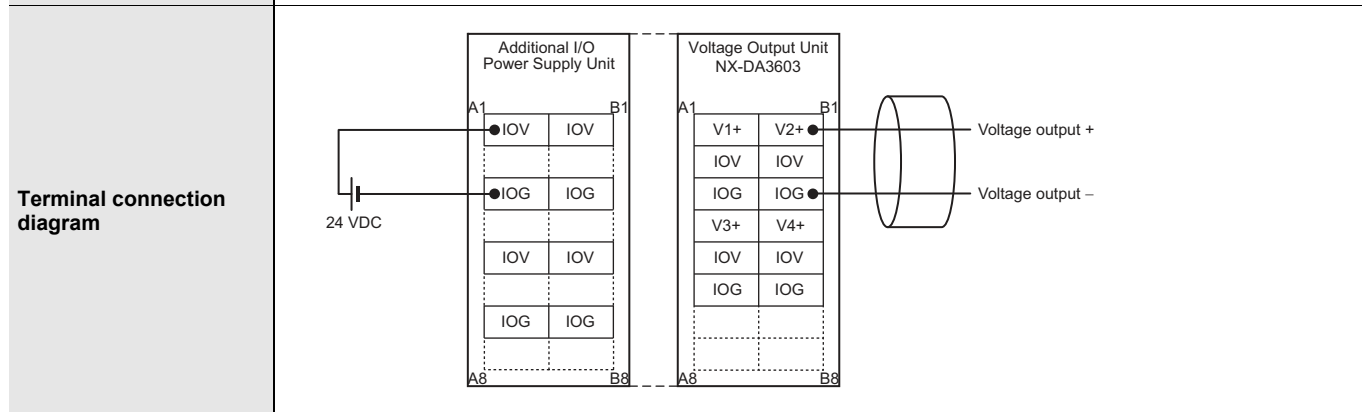 Terminal connection
diagram
24 VDC
Additional I/O
Power Supply Unit
A1 B1
IOV IOV
IOG IOG
IOV IOV
IOG IOG
A8 B8
Voltage Output Unit
NX-DA3603
A1 B1
V1+ V2+
IOV IOV
IOG IOG
V3+ V4+
IOV IOV
IOG IOG
A8 B8
Voltage output +
Voltage output −